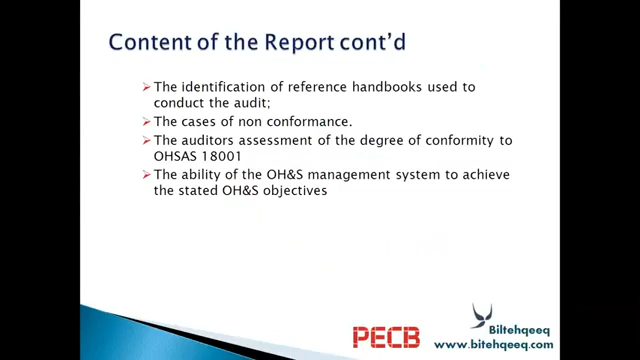 Content of the Report cont'd
The identification of reference handbooks used to
conduct the audit;
The cases of non conformance.
The auditors assessment of the degree of conformity to
OHSAS 18001
The ability of the OH&S management system to achieve
the stated OH&S objectives
PECB
Biltehqeeq
www.bitehqeeq.com